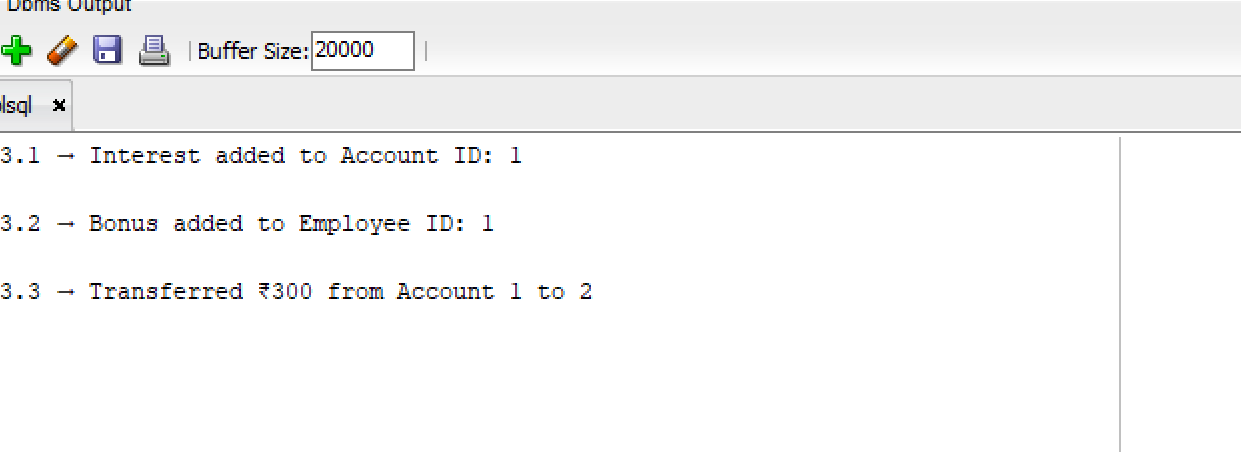 Dbms Output
Buffer Size: 20000
plsql
3.1 → Interest added to Account ID: 1
3.2 → Bonus added to Employee ID: 1
3.3 → Transferred ₹300 from Account 1 to 2